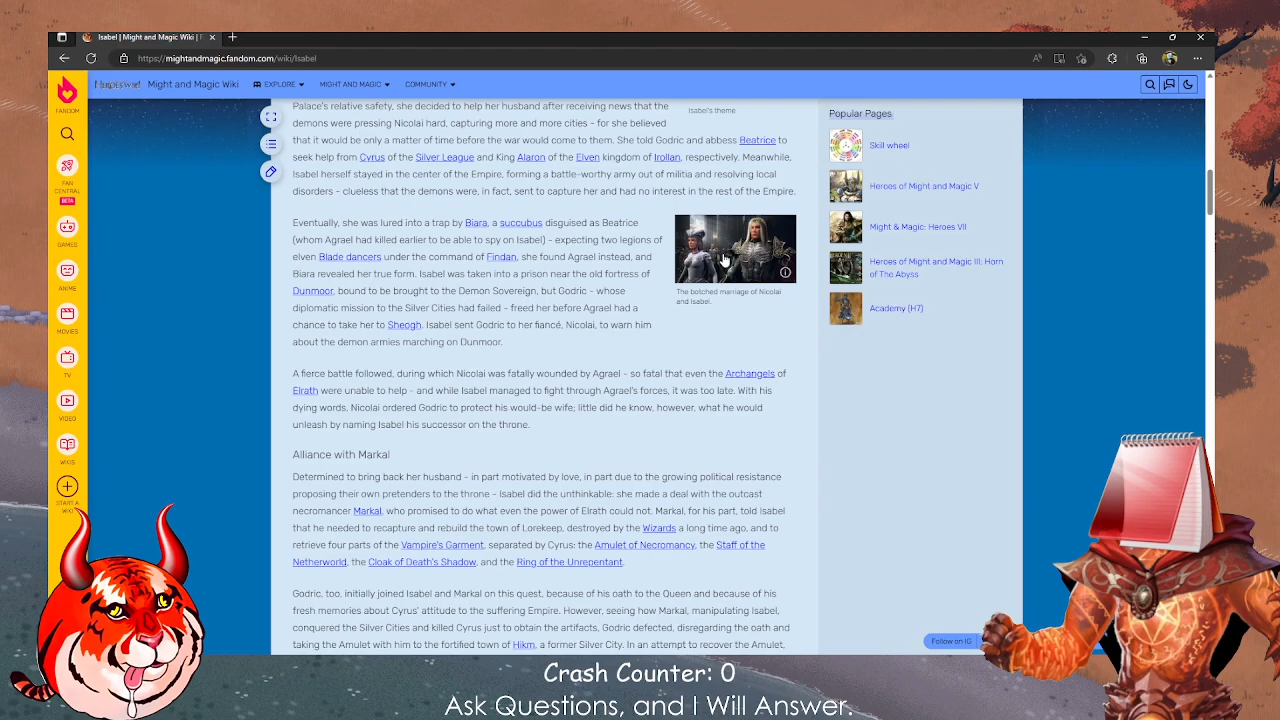 Isabel | Might and Magic Wiki | F
https://mightandmagic.fandom.com/wiki/Isabel
FANDOM
FAN
CENTRAL
BETA
GAMES
ANIME
MOVIES
TV
VIDEO
WIKIS
START A
WIKI
Might and Magic Wiki
EXPLORE
MIGHT AND MAGIC
COMMUNITY
Palace's relative safety, she decided to help her husband after receiving news that the
demons were pressing Nicolai hard, capturing more and more cities - for she believed
that it would be only a matter of time before the war would come to them. She told Godric and abbess Beatrice to
seek help from Cyrus of the Silver League and King Alaron of the Elven kingdom of Irollan, respectively. Meanwhile,
Isabel herself stayed in the center of the Empire, forming a battle-worthy army out of militia and resolving local
disorders - clueless that the demons were, in fact, sent to capture her and had no interest in the rest of the Empire.
Isabel's theme
Eventually, she was lured into a trap by Biara, a succubus disguised as Beatrice
(whom Agrael had killed earlier to be able to spy on Isabel) - expecting two legions of
elven Blade dancers under the command of Findan, she found Agrael instead, and
Biara revealed her true form. Isabel was taken into a prison near the old fortress of
Dunmoor, bound to be brought to the Demon Sovereign, but Godric - whose
diplomatic mission to the Silver Cities had failed - freed her before Agrael had a
chance to take her to Sheogh. Isabel sent Godric to her fiancé, Nicolai, to warn him
about the demon armies marching on Dunmoor.
The botched marriage of Nicolai
and Isabel.
A fierce battle followed, during which Nicolai was fatally wounded by Agrael - so fatal that even the Archangels of
Elrath were unable to help - and while Isabel managed to fight through Agrael's forces, it was too late. With his
dying words, Nicolai ordered Godric to protect his would-be wife; little did he know, however, what he would
unleash by naming Isabel his successor on the throne.
Alliance with Markal
Determined to bring back her husband - in part motivated by love, in part due to the growing political resistance
proposing their own pretenders to the throne - Isabel did the unthinkable: she made a deal with the outcast
necromancer Markal, who promised to do what even the power of Elrath could not. Markal, for his part, told Isabel
that he needed to recapture and rebuild the town of Lorekeep, destroyed by the Wizards a long time ago, and to
retrieve four parts of the Vampire's Garment, separated by Cyrus: the Amulet of Necromancy, the Staff of the
Netherworld, the Cloak of Death's Shadow, and the Ring of the Unrepentant.
Godric, too, initially joined Isabel and Markal on this quest, because of his oath to the Queen and because of his
fresh memories about Cyrus' attitude to the suffering Empire. However, seeing how Markal, manipulating Isabel,
conquered the Silver Cities and killed Cyrus just to obtain the artifacts, Godric defected, disregarding the oath and
taking the Amulet with him to the fortified town of Hikm, a former Silver City. In an attempt to recover the Amulet,
Popular Pages
Skill wheel
Heroes of Might and Magic V
Might & Magic: Heroes VII
Heroes of Might and Magic III: Horn
of The Abyss
Academy (H7)
Follow on IG
Crash Counter: 0
Ask Questions, and I Will Answer.